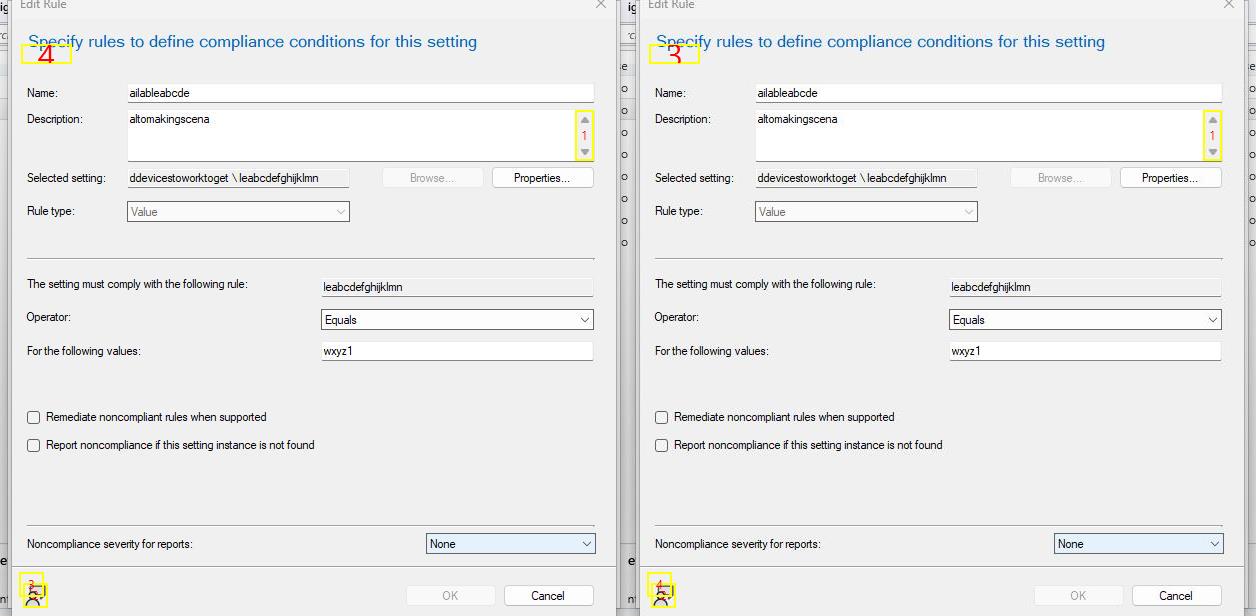 Edit Rule
Specify rules to define compliance conditions for this setting
4
Name:
ailableabcde
Description:
altomakingscena
1
Selected setting:
ddevicestoworktoget \ leabcdefghijklmn
Browse...
Properties...
Rule type:
Value
The setting must comply with the following rule:
leabcdefghijklmn
Operator:
Equals
For the following values:
wxyz1
Remediate noncompliant rules when supported
Report noncompliance if this setting instance is not found
Noncompliance severity for reports:
None
3
OK
Cancel
Edit Rule
Specify rules to define compliance conditions for this setting
3
Name:
ailableabcde
Description:
altomakingscena
1
Selected setting:
ddevicestoworktoget \ leabcdefghijklmn
Browse...
Properties...
Rule type:
Value
The setting must comply with the following rule:
leabcdefghijklmn
Operator:
Equals
For the following values:
wxyz1
Remediate noncompliant rules when supported
Report noncompliance if this setting instance is not found
Noncompliance severity for reports:
None
4
OK
Cancel